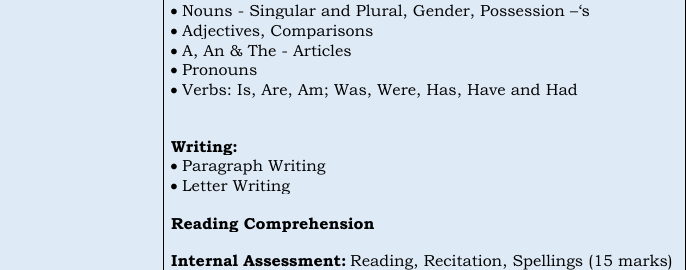 • Nouns - Singular and Plural, Gender, Possession –‘s
• Adjectives, Comparisons
• A, An & The - Articles
• Pronouns
• Verbs: Is, Are, Am; Was, Were, Has, Have and Had
Writing:
• Paragraph Writing
• Letter Writing
Reading Comprehension
Internal Assessment: Reading, Recitation, Spellings (15 marks)